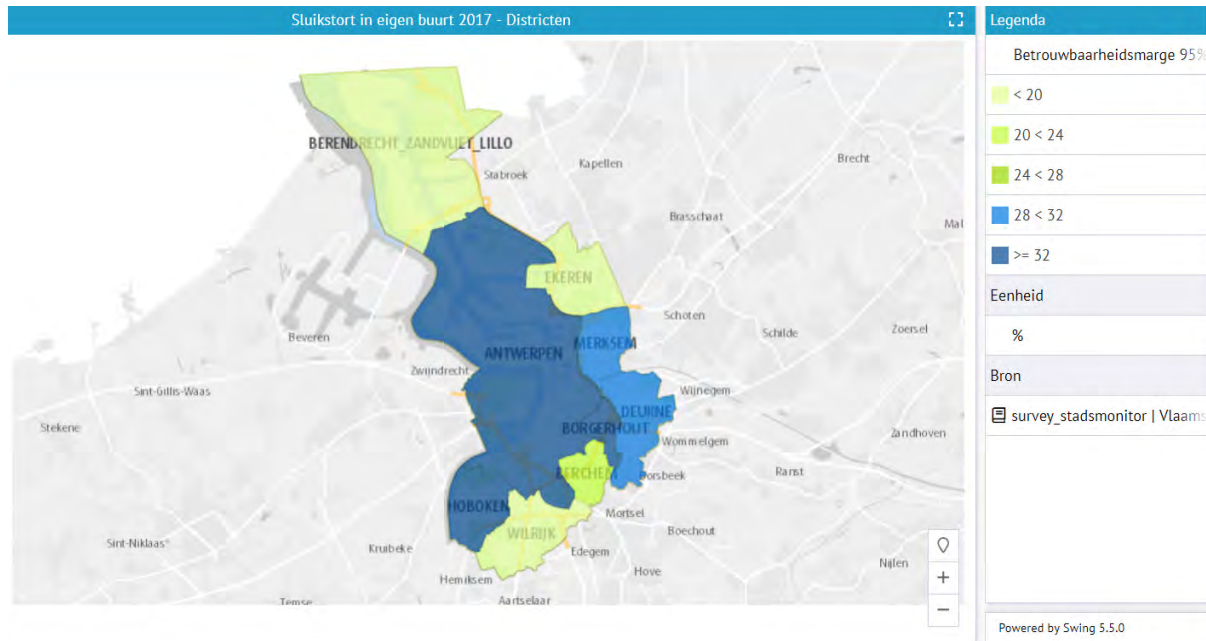 Sluikstort in eigen buurt 2017 - Districten
Legenda
Betrouwbaarheidsmarge 95%
< 20
20 < 24
24 < 28
28 < 32
>= 32
Eenheid
%
Bron
survey_stadsmonitor | Vlaams
Powered by Swing 5.5.0
BERENDRECHT_ZANDVLIET_LILLO
Stabroek
Kapellen
Brecht
Brasschaat
Mal
EKEREN
Schoten
Schilde
Zoersel
Beveren
MERKSEM
ANTWERPEN
Zwijndrecht
Sint-Gillis-Waas
Wijnegem
Stekene
DEURNE
BORGERHOUT
Wommelgem
Zandhoven
BERCHEM
Borsbeek
Ranst
HOBOKEN
Mortsel
WILRIJK
Boechout
Sint-Niklaas
Kruibeke
Edegem
Hemiksem
Hove
Nijlen
Aartselaar
Temse
+
−